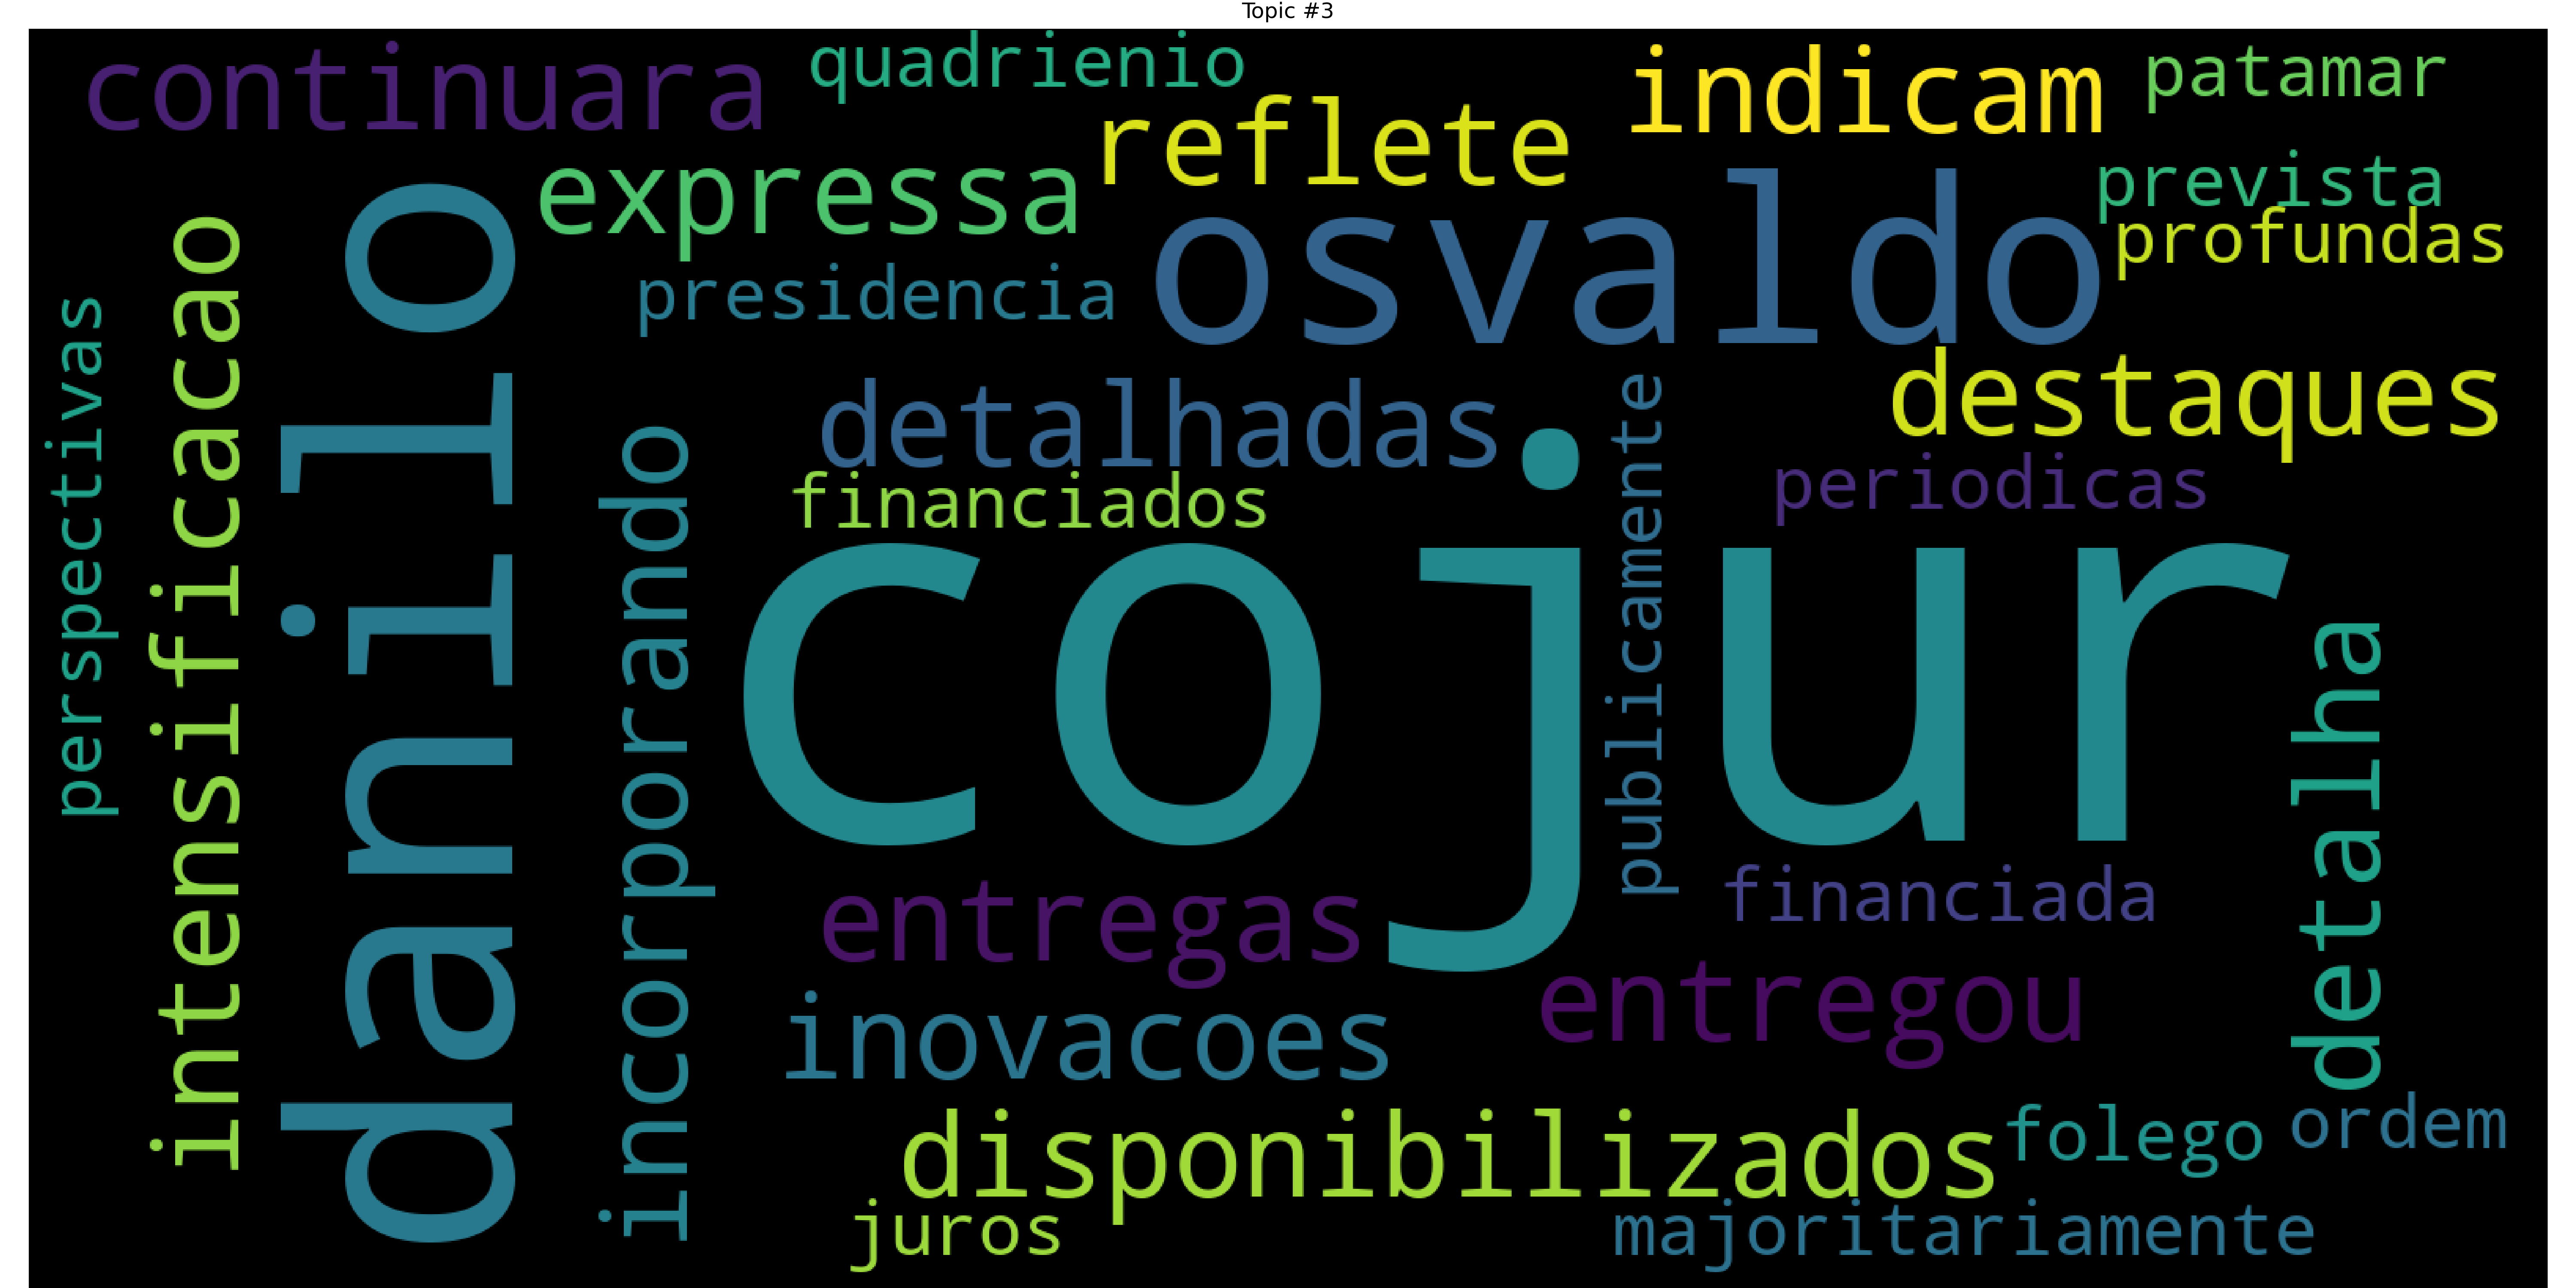 Topic #3
continuara
quadrienio
indicam
patamar
reflete
expressa
prevista
profundas
osvaldo
presidencia
perspectivas
intensificacao
danilo
incorporando
detalhadas
destaques
publicamente
financiados
periodicas
cojur
detalha
entregas
financiada
entregou
inovacoes
disponibilizados
folego
ordem
juros
majoritariamente